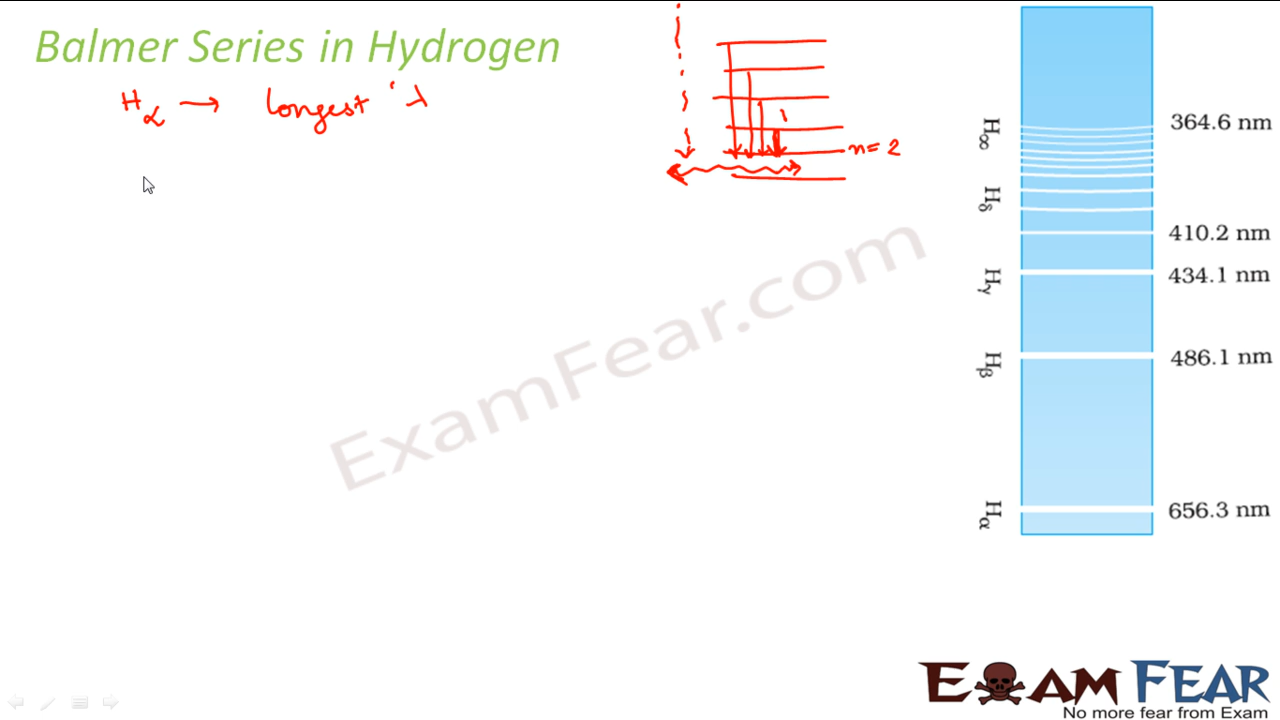 Balmer Series in Hydrogen
Hα → longest λ
n=2
H∞
364.6 nm
Hδ
410.2 nm
Hγ
434.1 nm
Hβ
486.1 nm
Hα
656.3 nm
ExamFear.com
EXAM FEAR
No more fear from Exam